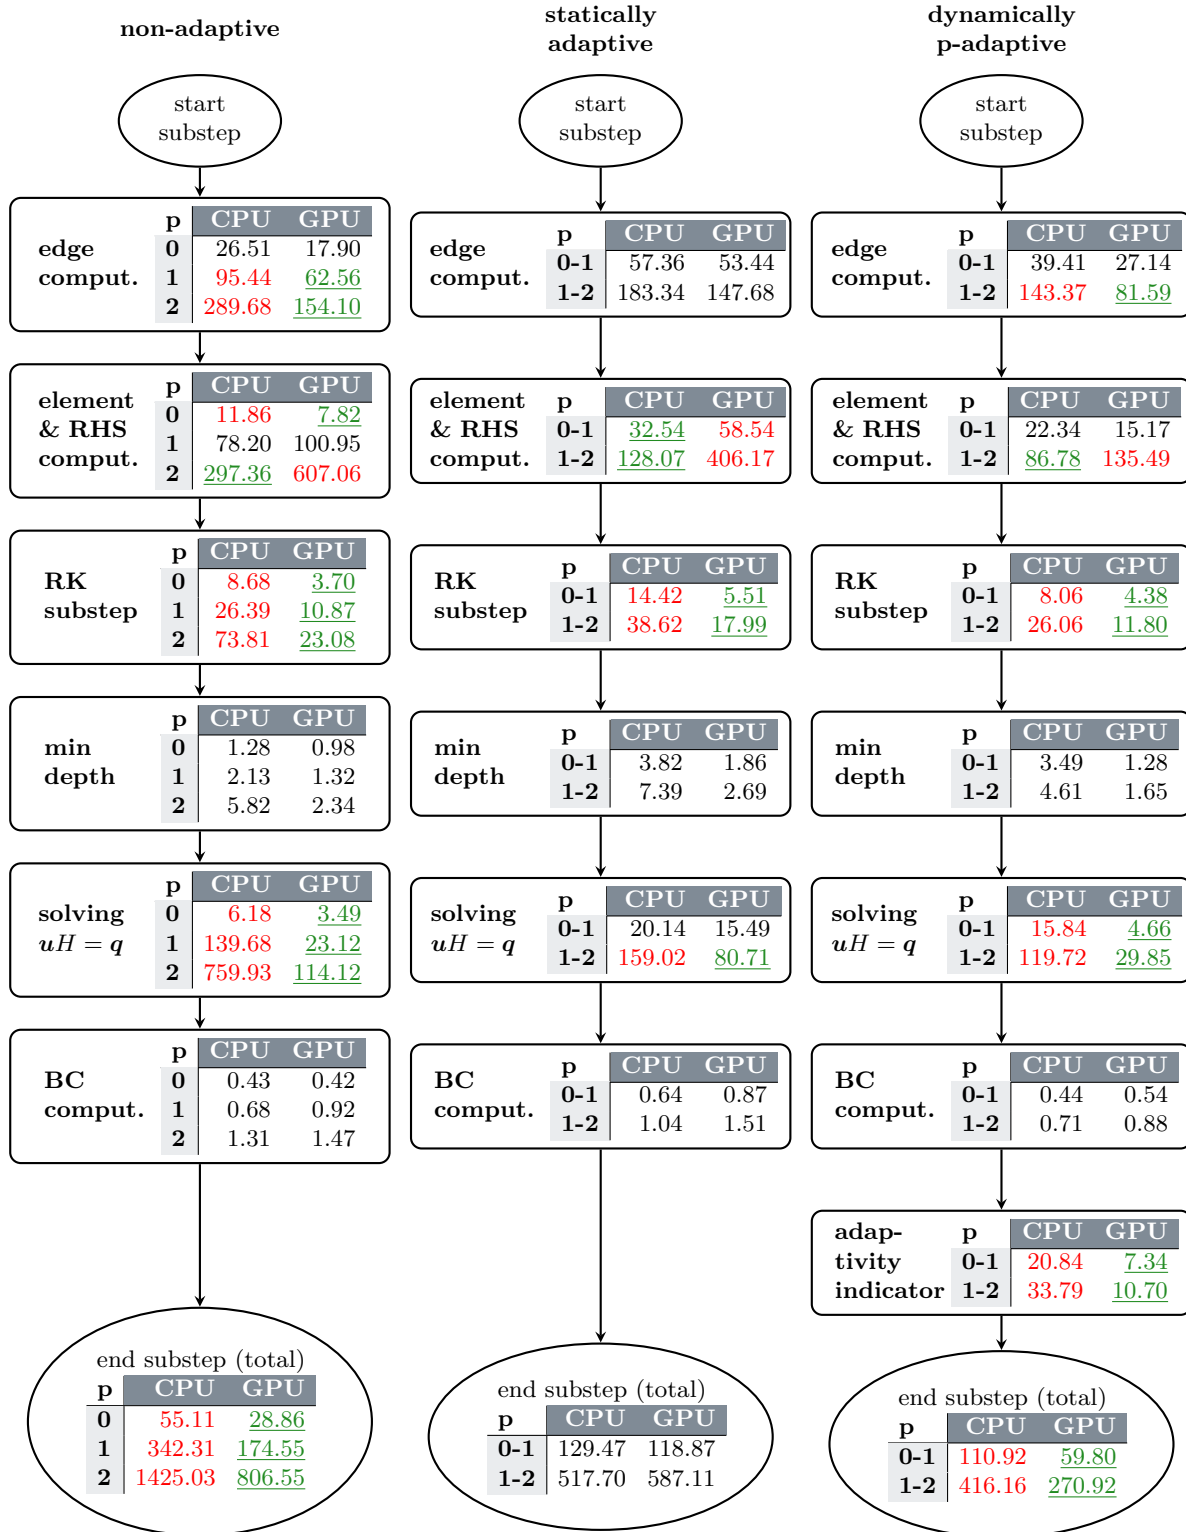 non-adaptive
statically
adaptive
dynamically
p-adaptive
start
substep
start
substep
start
substep
edge
comput.
p CPU GPU
0 26.51 17.90
1 95.44 62.56
2 289.68 154.10
edge
comput.
p CPU GPU
0-1 57.36 53.44
1-2 183.34 147.68
edge
comput.
p CPU GPU
0-1 39.41 27.14
1-2 143.37 81.59
element
& RHS
comput.
p CPU GPU
0 11.86 7.82
1 78.20 100.95
2 297.36 607.06
element
& RHS
comput.
p CPU GPU
0-1 32.54 58.54
1-2 128.07 406.17
element
& RHS
comput.
p CPU GPU
0-1 22.34 15.17
1-2 86.78 135.49
RK
substep
p CPU GPU
0 8.68 3.70
1 26.39 10.87
2 73.81 23.08
RK
substep
p CPU GPU
0-1 14.42 5.51
1-2 38.62 17.99
RK
substep
p CPU GPU
0-1 8.06 4.38
1-2 26.06 11.80
min
depth
p CPU GPU
0 1.28 0.98
1 2.13 1.32
2 5.82 2.34
min
depth
p CPU GPU
0-1 3.82 1.86
1-2 7.39 2.69
min
depth
p CPU GPU
0-1 3.49 1.28
1-2 4.61 1.65
solving
uH = q
p CPU GPU
0 6.18 3.49
1 139.68 23.12
2 759.93 114.12
solving
uH = q
p CPU GPU
0-1 20.14 15.49
1-2 159.02 80.71
solving
uH = q
p CPU GPU
0-1 15.84 4.66
1-2 119.72 29.85
BC
comput.
p CPU GPU
0 0.43 0.42
1 0.68 0.92
2 1.31 1.47
BC
comput.
p CPU GPU
0-1 0.64 0.87
1-2 1.04 1.51
BC
comput.
p CPU GPU
0-1 0.44 0.54
1-2 0.71 0.88
adap-
tivity
indicator
p CPU GPU
0-1 20.84 7.34
1-2 33.79 10.70
end substep (total)
p CPU GPU
0 55.11 28.86
1 342.31 174.55
2 1425.03 806.55
end substep (total)
p CPU GPU
0-1 129.47 118.87
1-2 517.70 587.11
end substep (total)
p CPU GPU
0-1 110.92 59.80
1-2 416.16 270.92